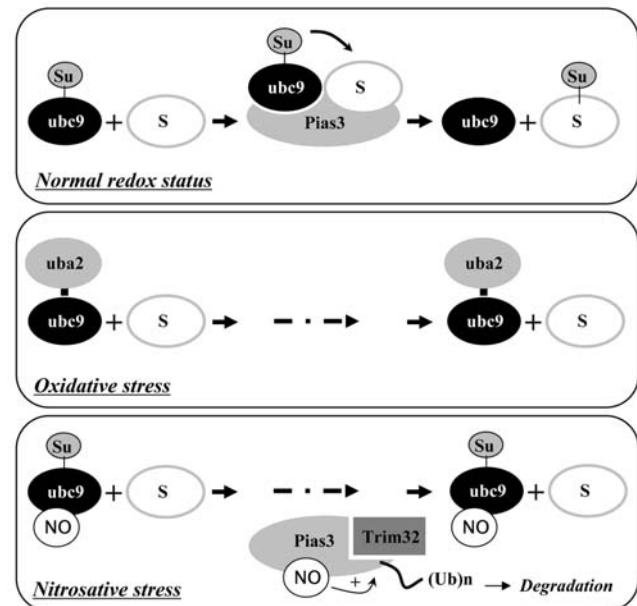 Su
Su
ubc9 + S
ubc9 S
Pias3
Su
ubc9 + S
Normal redox status
uba2
ubc9 + S
uba2
ubc9 + S
Oxidative stress
Su
ubc9 + S
NO
Su
ubc9 + S
NO
Pias3 Trim32
NO + (Ub)n Degradation
Nitrosative stress